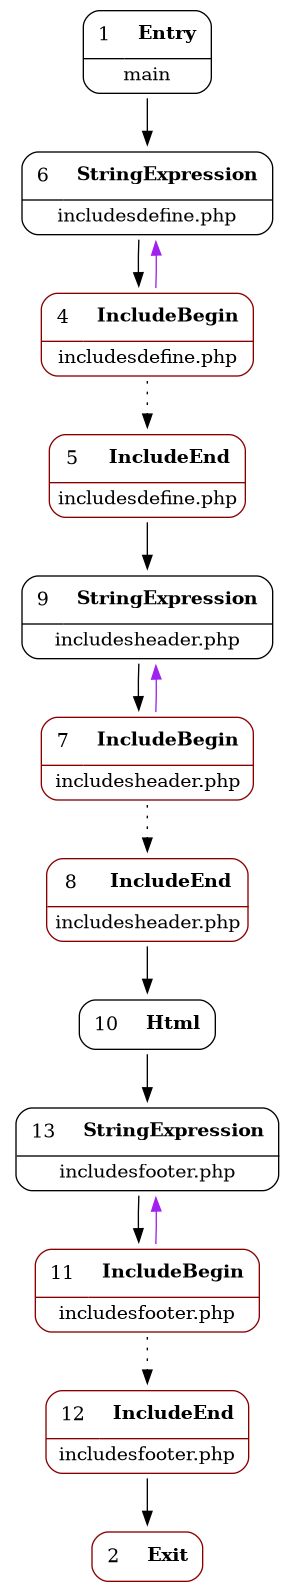 1 Entry
main
6 StringExpression
includesdefine.php
4 IncludeBegin
includesdefine.php
5 IncludeEnd
includesdefine.php
9 StringExpression
includesheader.php
7 IncludeBegin
includesheader.php
8 IncludeEnd
includesheader.php
10 Html
13 StringExpression
includesfooter.php
11 IncludeBegin
includesfooter.php
12 IncludeEnd
includesfooter.php
2 Exit